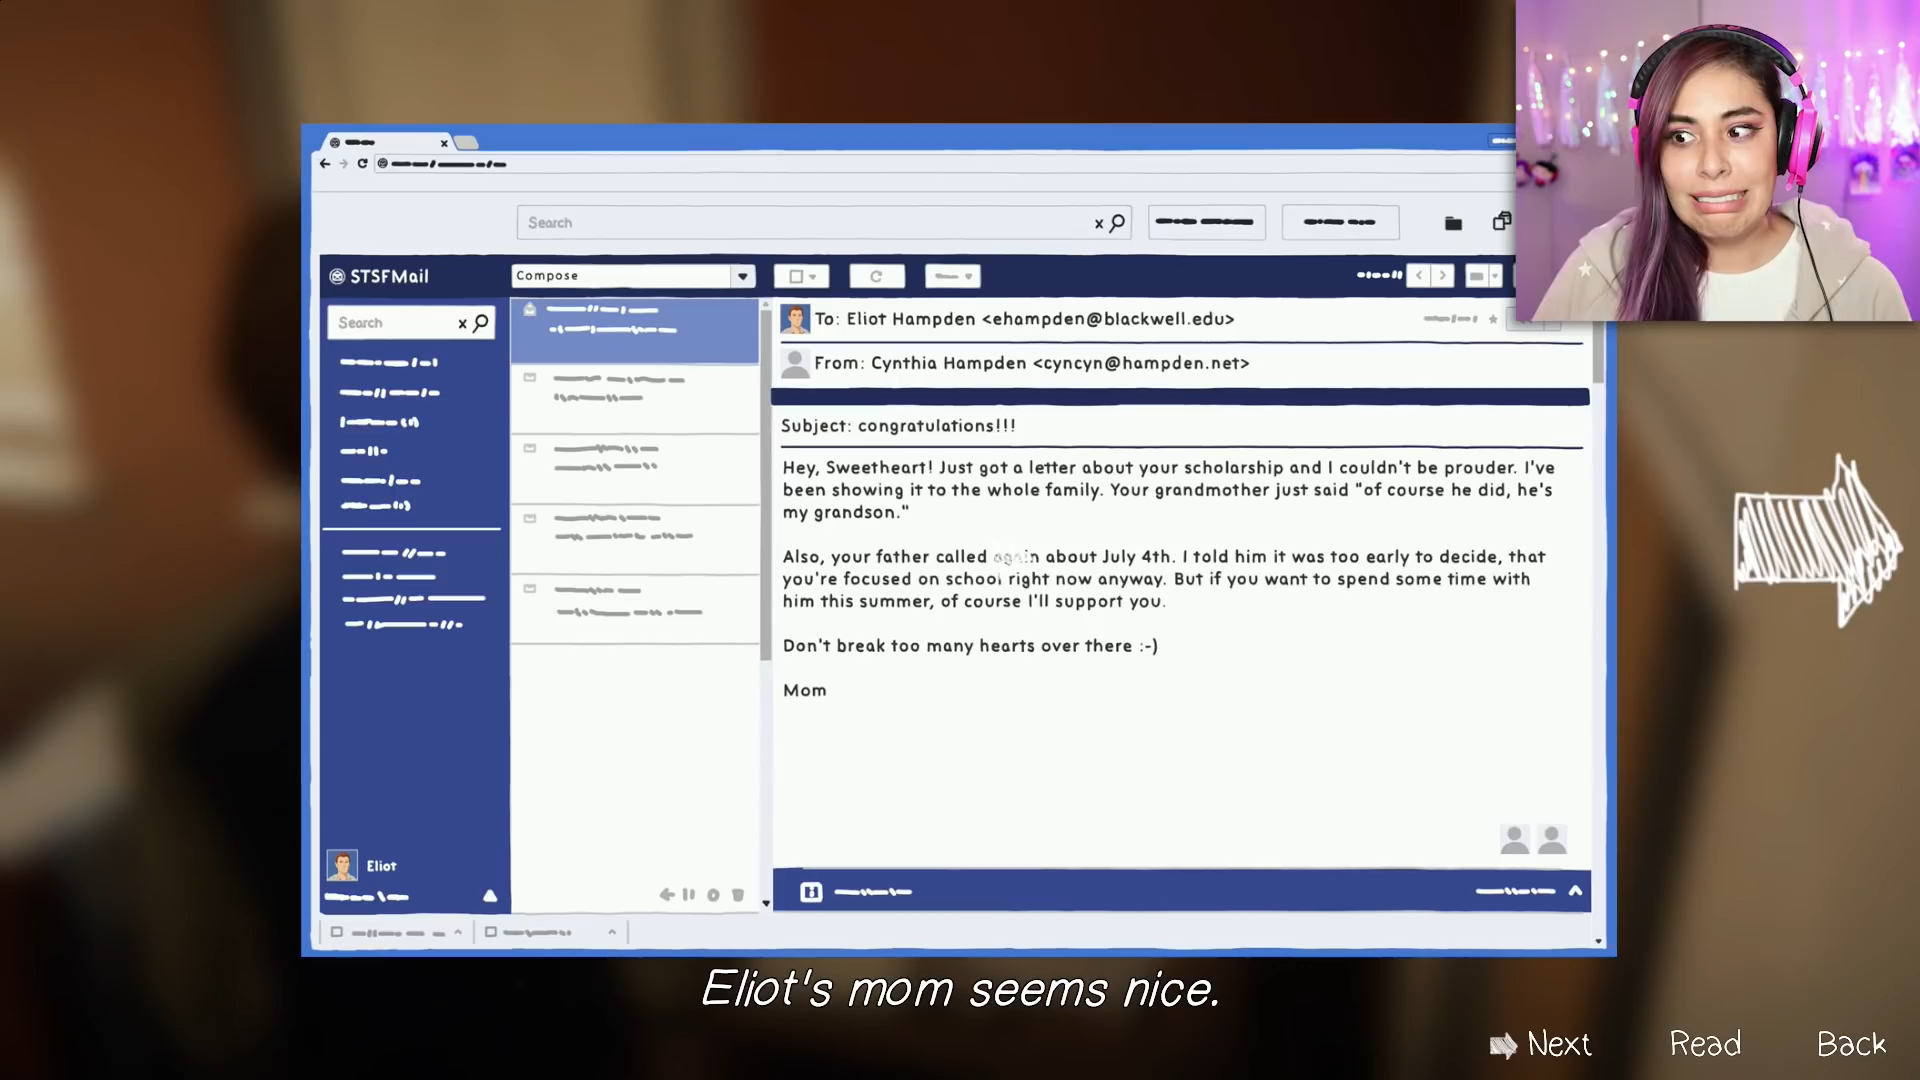 Search
STSFMail
Compose
Search
To: Eliot Hampden <ehampden@blackwell.edu>
From: Cynthia Hampden <cyncyn@hampden.net>
Subject: congratulations!!!
Hey, Sweetheart! Just got a letter about your scholarship and I couldn't be prouder. I've
been showing it to the whole family. Your grandmother just said "of course he did, he's
my grandson."
Also, your father called again about July 4th. I told him it was too early to decide, that
you're focused on school right now anyway. But if you want to spend some time with
him this summer, of course I'll support you.
Don't break too many hearts over there :-)
Mom
Eliot
Eliot's mom seems nice.
Next
Read
Back